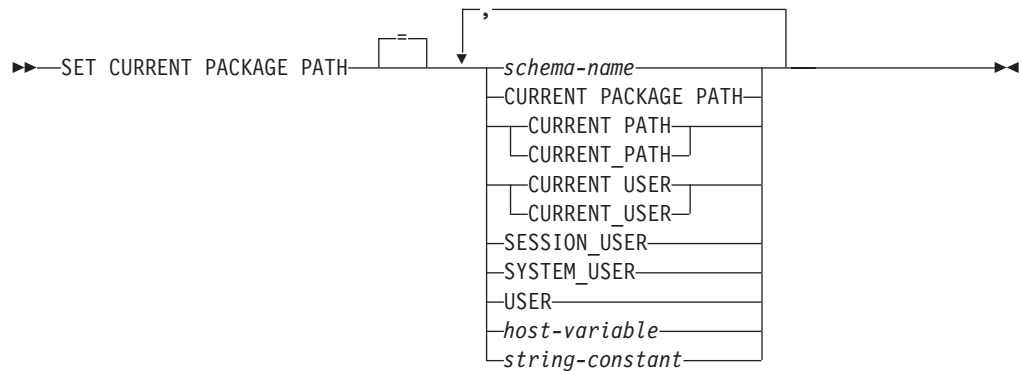 ,
=
SET CURRENT PACKAGE PATH schema-name
CURRENT PACKAGE PATH
CURRENT PATH
CURRENT_PATH
CURRENT USER
CURRENT_USER
SESSION_USER
SYSTEM_USER
USER
host-variable
string-constant